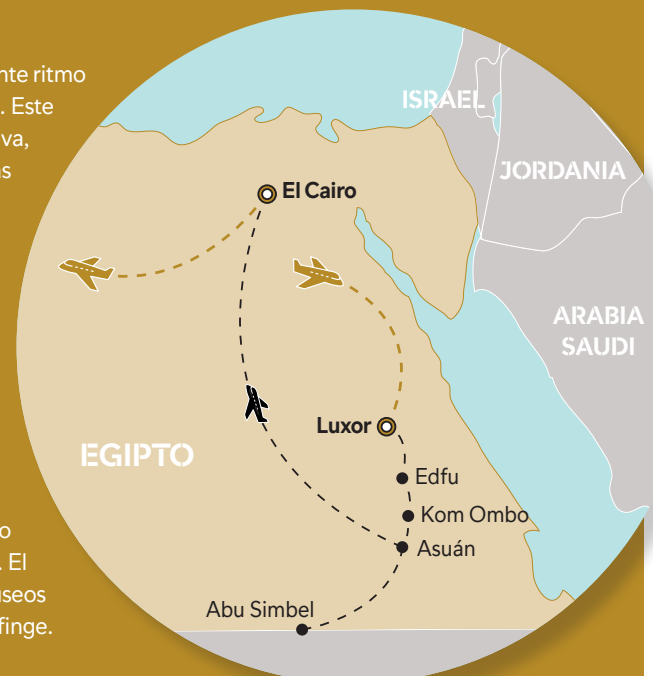 nte ritmo
. Este
va,
as
o
. El
useos
finge.
ISRAEL
JORDANIA
El Cairo
ARABIA
SAUDI
Luxor
EGIPTO
Edfu
Kom Ombo
Asuán
Abu Simbel